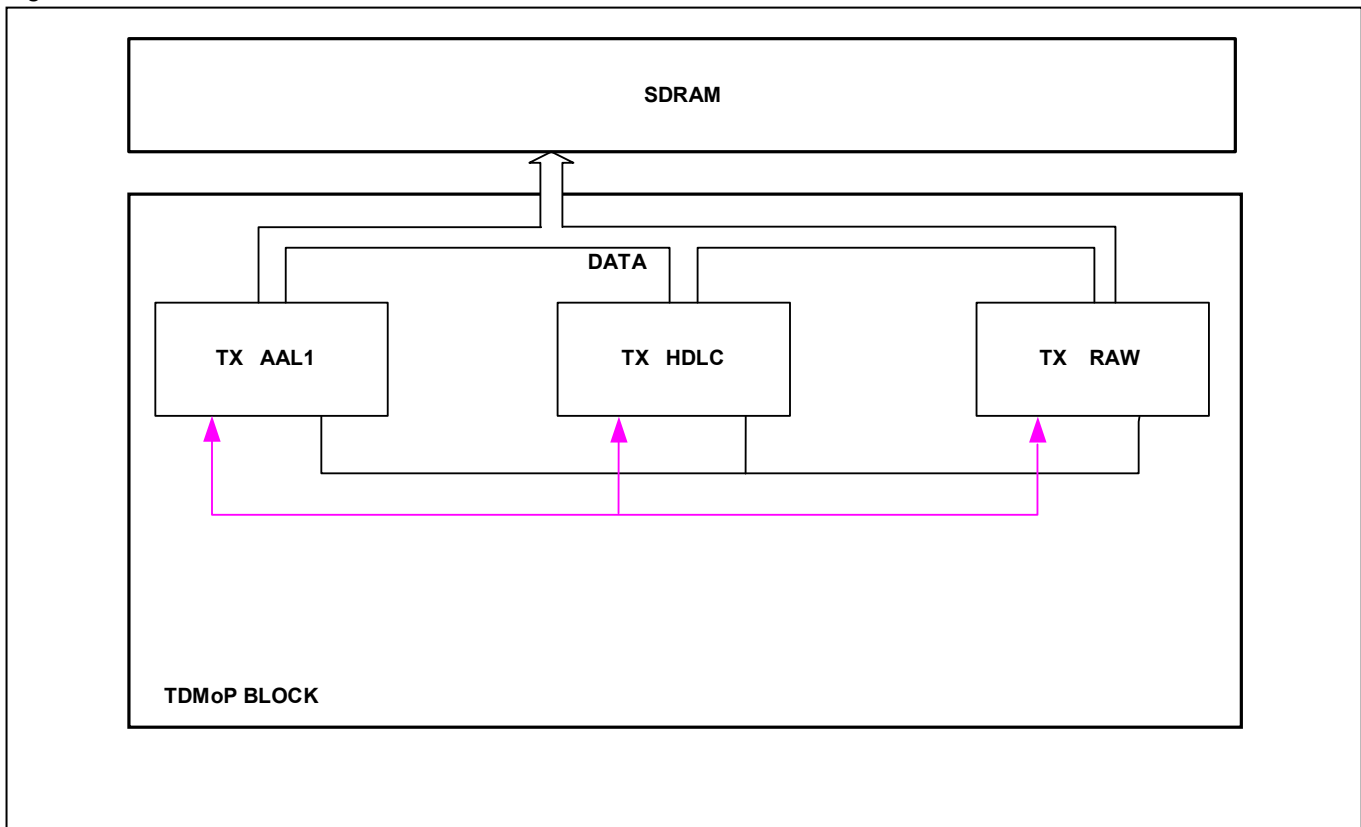 SDRAM
DATA
TX AAL1
TX HDLC
TX RAW
TDMoP BLOCK